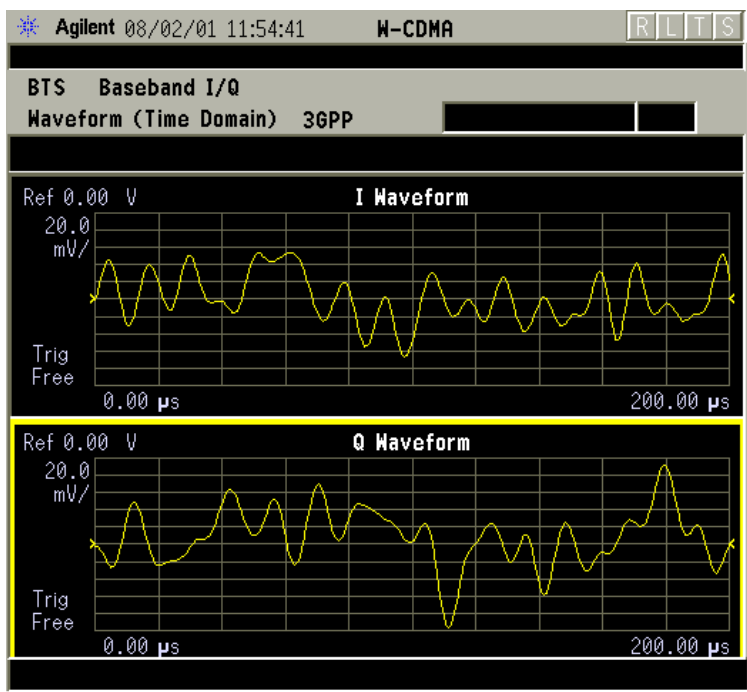 Agilent 08/02/01 11:54:41 W-CDMA R L T S
BTS Baseband I/Q
Waveform (Time Domain) 3GPP
Ref 0.00 V I Waveform
20.0
mV/
Trig
Free
0.00 µs 200.00 µs
Ref 0.00 V Q Waveform
20.0
mV/
Trig
Free
0.00 µs 200.00 µs